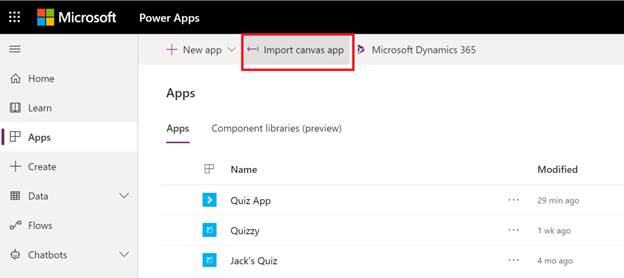 Microsoft Power Apps
New app Import canvas app Microsoft Dynamics 365
Home
Learn
Apps
Create
Data
Flows
Chatbots
Apps
Apps Component libraries (preview)
Name Modified
Quiz App ··· 29 min ago
Quizzy ··· 1 wk ago
Jack's Quiz ··· 4 mo ago